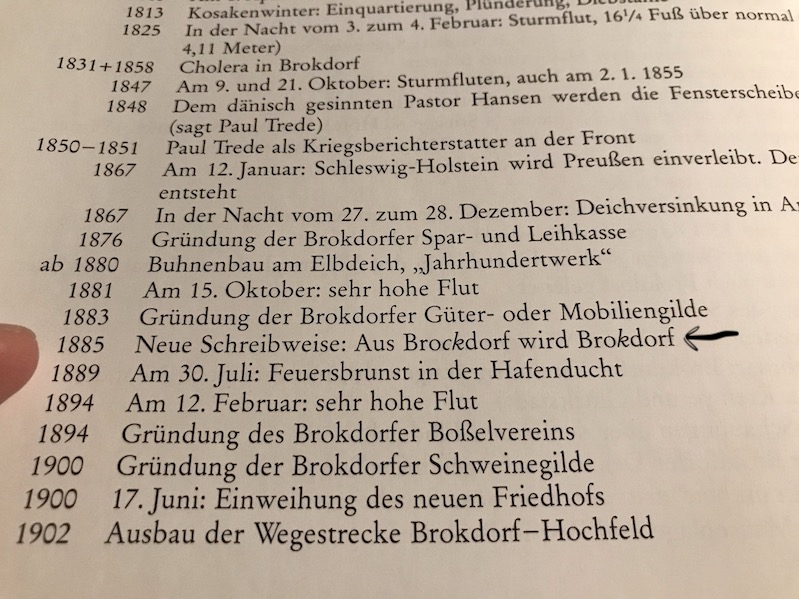 1813 Kosakenwinter: Einquartierung, Plünderung,
1825 In der Nacht vom 3. zum 4. Februar: Sturmflut, 16¼ Fuß über normal
4,11 Meter)
1831+1858 Cholera in Brokdorf
1847 Am 9. und 21. Oktober: Sturmfluten, auch am 2. 1. 1855
1848 Dem dänisch gesinnten Pastor Hansen werden die
(sagt Paul Trede)
1850–1851 Paul Trede als Kriegsberichterstatter an der Front
1867 Am 12. Januar: Schleswig-Holstein wird Preußen einverleibt.
entsteht
1867 In der Nacht vom 27. zum 28. Dezember: Deichversinkung in
1876 Gründung der Brokdorfer Spar- und Leihkasse
ab 1880 Buhnenbau am Elbdeich, „Jahrhundertwerk“
1881 Am 15. Oktober: sehr hohe Flut
1883 Gründung der Brokdorfer Güter- oder Mobiliengilde
1885 Neue Schreibweise: Aus Brockdorf wird Brokdorf
1889 Am 30. Juli: Feuersbrunst in der Hafenducht
1894 Am 12. Februar: sehr hohe Flut
1894 Gründung des Brokdorfer Boßelvereins
1900 Gründung der Brokdorfer Schweinegilde
1900 17. Juni: Einweihung des neuen Friedhofs
1902 Ausbau der Wegestrecke Brokdorf–Hochfeld